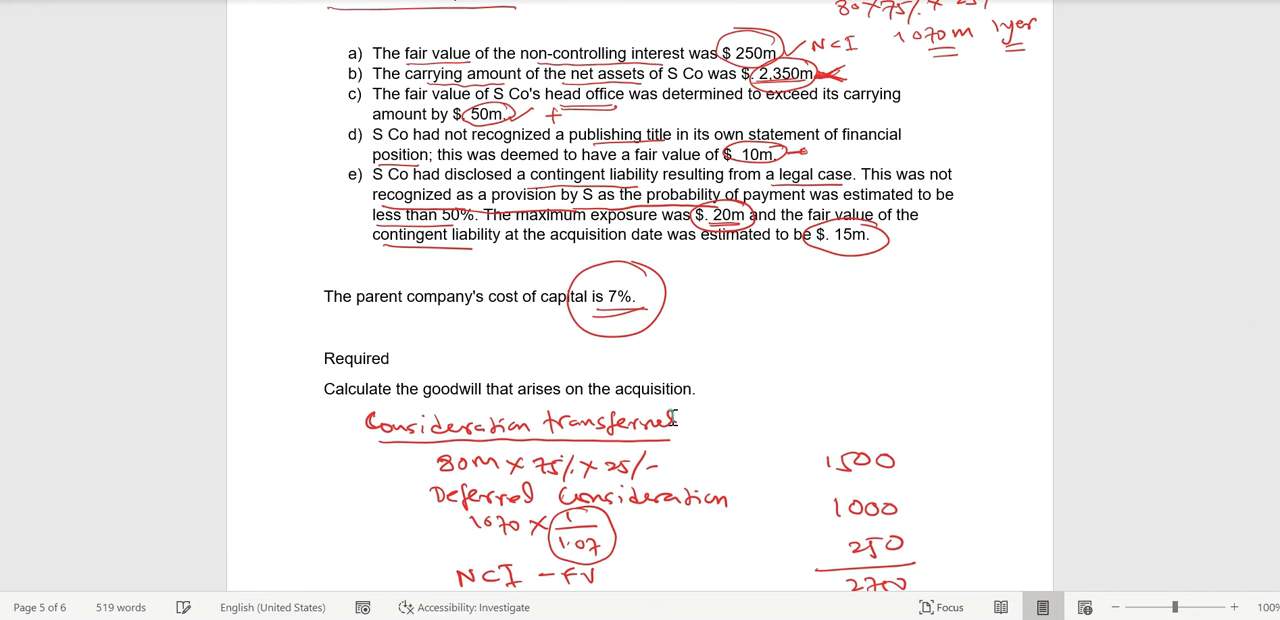 80 x 75% x 25/
1070m 1yer
a) The fair value of the non-controlling interest was $ 250m NCI
b) The carrying amount of the net assets of S Co was $. 2,350m
c) The fair value of S Co's head office was determined to exceed its carrying
amount by $. 50m. +
d) S Co had not recognized a publishing title in its own statement of financial
position; this was deemed to have a fair value of $. 10m.
e) S Co had disclosed a contingent liability resulting from a legal case. This was not
recognized as a provision by S as the probability of payment was estimated to be
less than 50%. The maximum exposure was $. 20m and the fair value of the
contingent liability at the acquisition date was estimated to be $. 15m.
The parent company's cost of capital is 7%.
Required
Calculate the goodwill that arises on the acquisition.
Consideration transferred
80m x 75% x 25/- 1500
Deferred Consideration
1070 x 1/1.07 1000
NCI - FV 250
2750
Page 5 of 6 519 words English (United States) Accessibility: Investigate Focus 100%